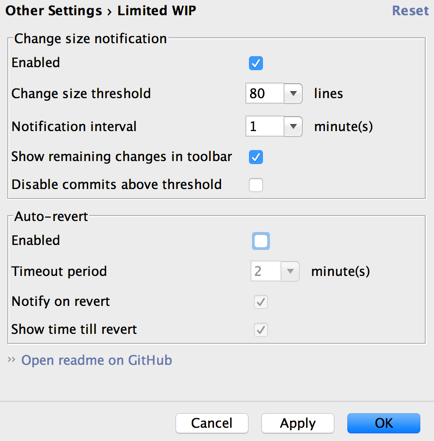 Other Settings › Limited WIP Reset
Change size notification
Enabled
Change size threshold 80 lines
Notification interval 1 minute(s)
Show remaining changes in toolbar
Disable commits above threshold
Auto-revert
Enabled
Timeout period 2 minute(s)
Notify on revert
Show time till revert
›› Open readme on GitHub
Cancel Apply OK